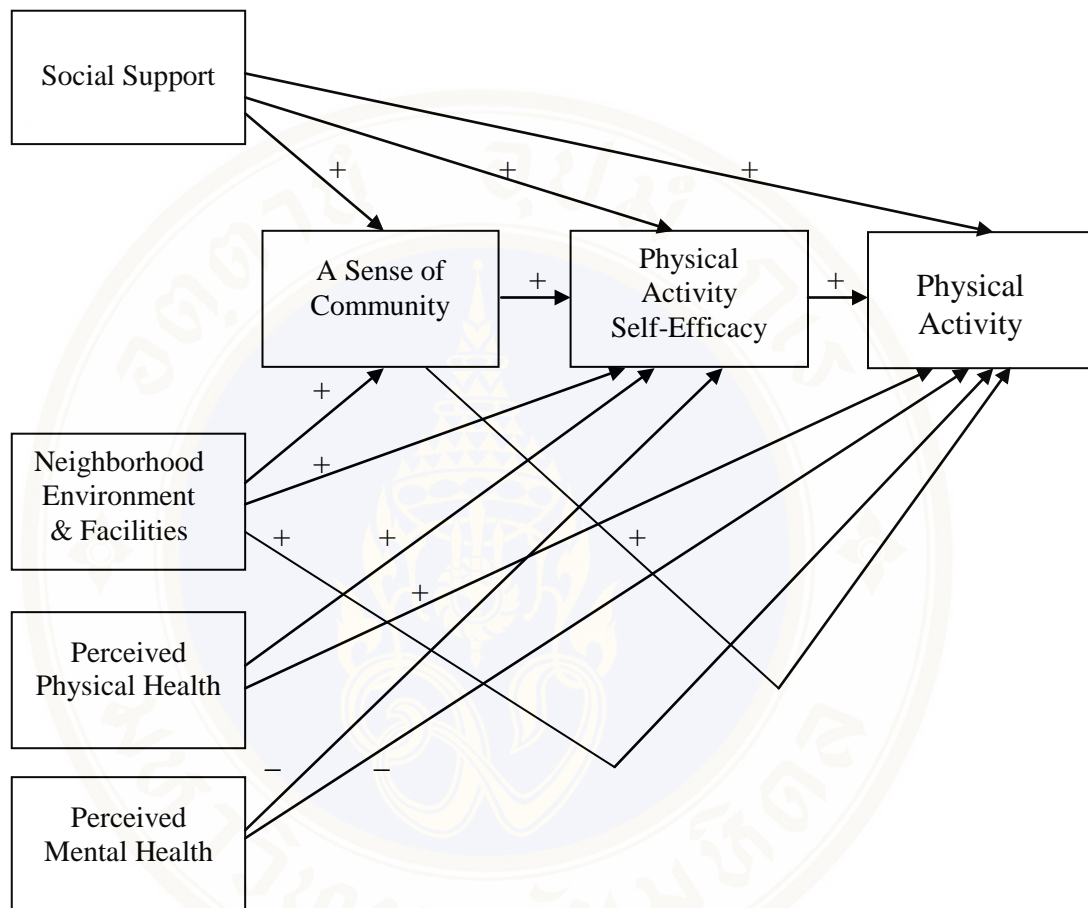 Social Support
+
+
+
A Sense of
Community
+
Physical
Activity
Self-Efficacy
+
Physical
Activity
+
+
Neighborhood
Environment
& Facilities
+
+
+
+
Perceived
Physical Health
–
–
Perceived
Mental Health